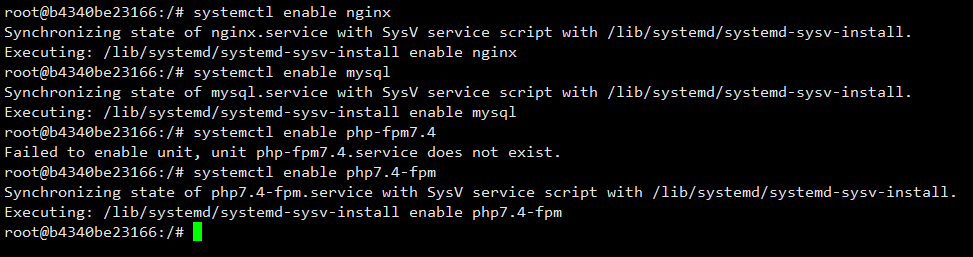 root@b4340be23166:/# systemctl enable nginx
Synchronizing state of nginx.service with SysV service script with /lib/systemd/systemd-sysv-install.
Executing: /lib/systemd/systemd-sysv-install enable nginx
root@b4340be23166:/# systemctl enable mysql
Synchronizing state of mysql.service with SysV service script with /lib/systemd/systemd-sysv-install.
Executing: /lib/systemd/systemd-sysv-install enable mysql
root@b4340be23166:/# systemctl enable php-fpm7.4
Failed to enable unit, unit php-fpm7.4.service does not exist.
root@b4340be23166:/# systemctl enable php7.4-fpm
Synchronizing state of php7.4-fpm.service with SysV service script with /lib/systemd/systemd-sysv-install.
Executing: /lib/systemd/systemd-sysv-install enable php7.4-fpm
root@b4340be23166:/#